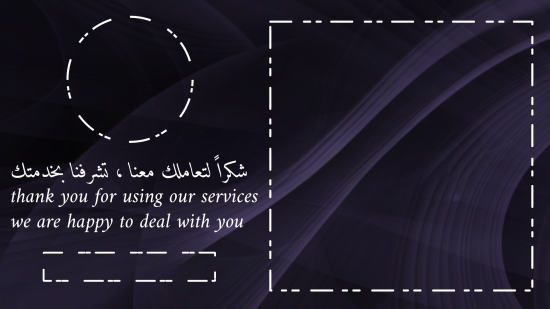 شكراً لتعاملك معنا ، تشرفنا بخدمتك
thank you for using our services
we are happy to deal with you